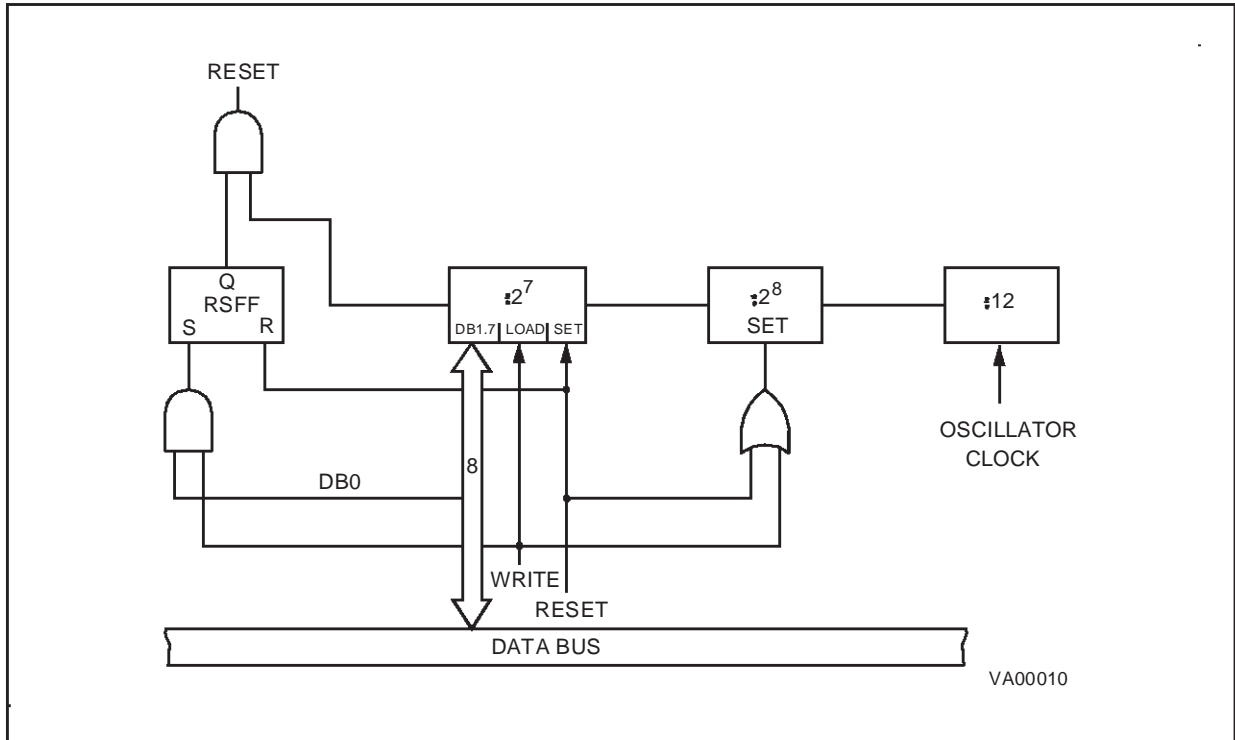 RESET
Q
RSFF
S
R
÷2⁷
DB1.7 LOAD SET
÷2⁸
SET
÷12
OSCILLATOR
CLOCK
DB0
8
WRITE
RESET
DATA BUS
VA00010